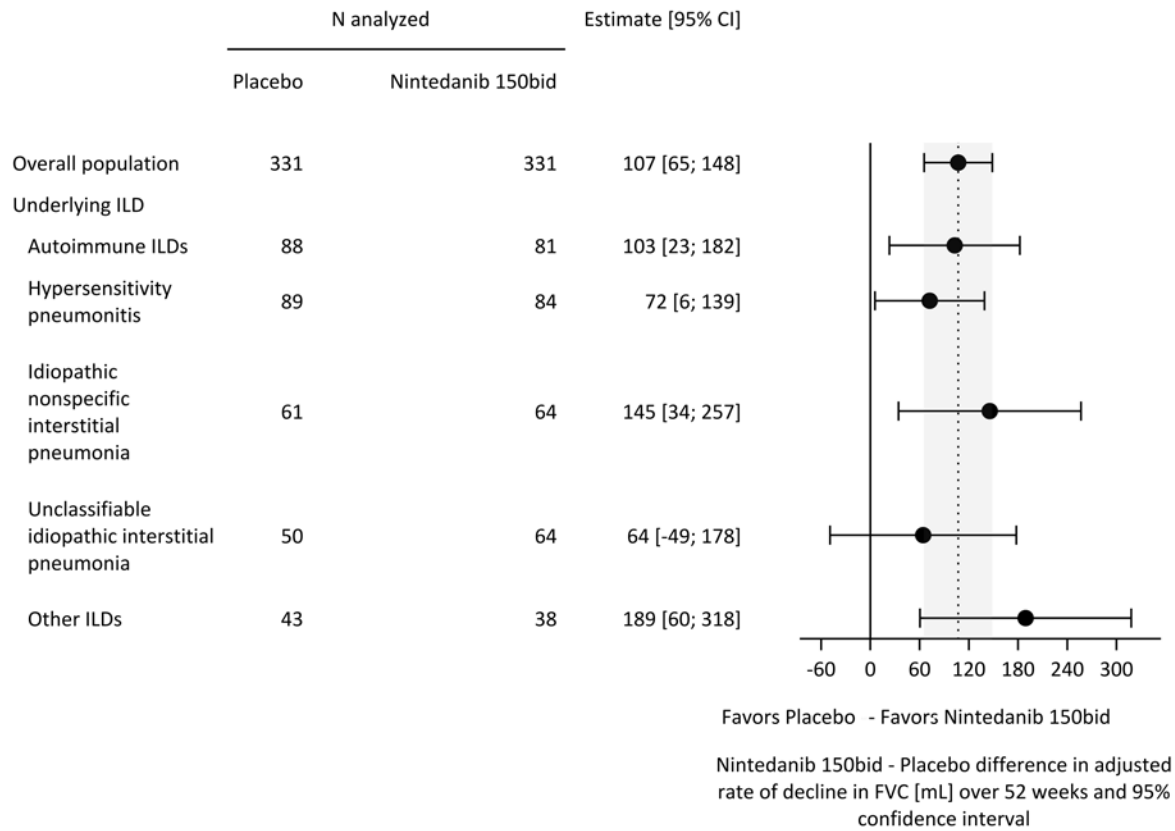 N analyzed Estimate [95% CI]
Placebo Nintedanib 150bid
Overall population 331 331 107 [65; 148]
Underlying ILD
Autoimmune ILDs 88 81 103 [23; 182]
Hypersensitivity
pneumonitis 89 84 72 [6; 139]
Idiopathic
nonspecific
interstitial
pneumonia
61 64 145 [34; 257]
Unclassifiable
idiopathic interstitial
pneumonia
50 64 64 [-49; 178]
Other ILDs 43 38 189 [60; 318]
-60 0 60 120 180 240 300
Favors Placebo - Favors Nintedanib 150bid
Nintedanib 150bid - Placebo difference in adjusted
rate of decline in FVC [mL] over 52 weeks and 95%
confidence interval